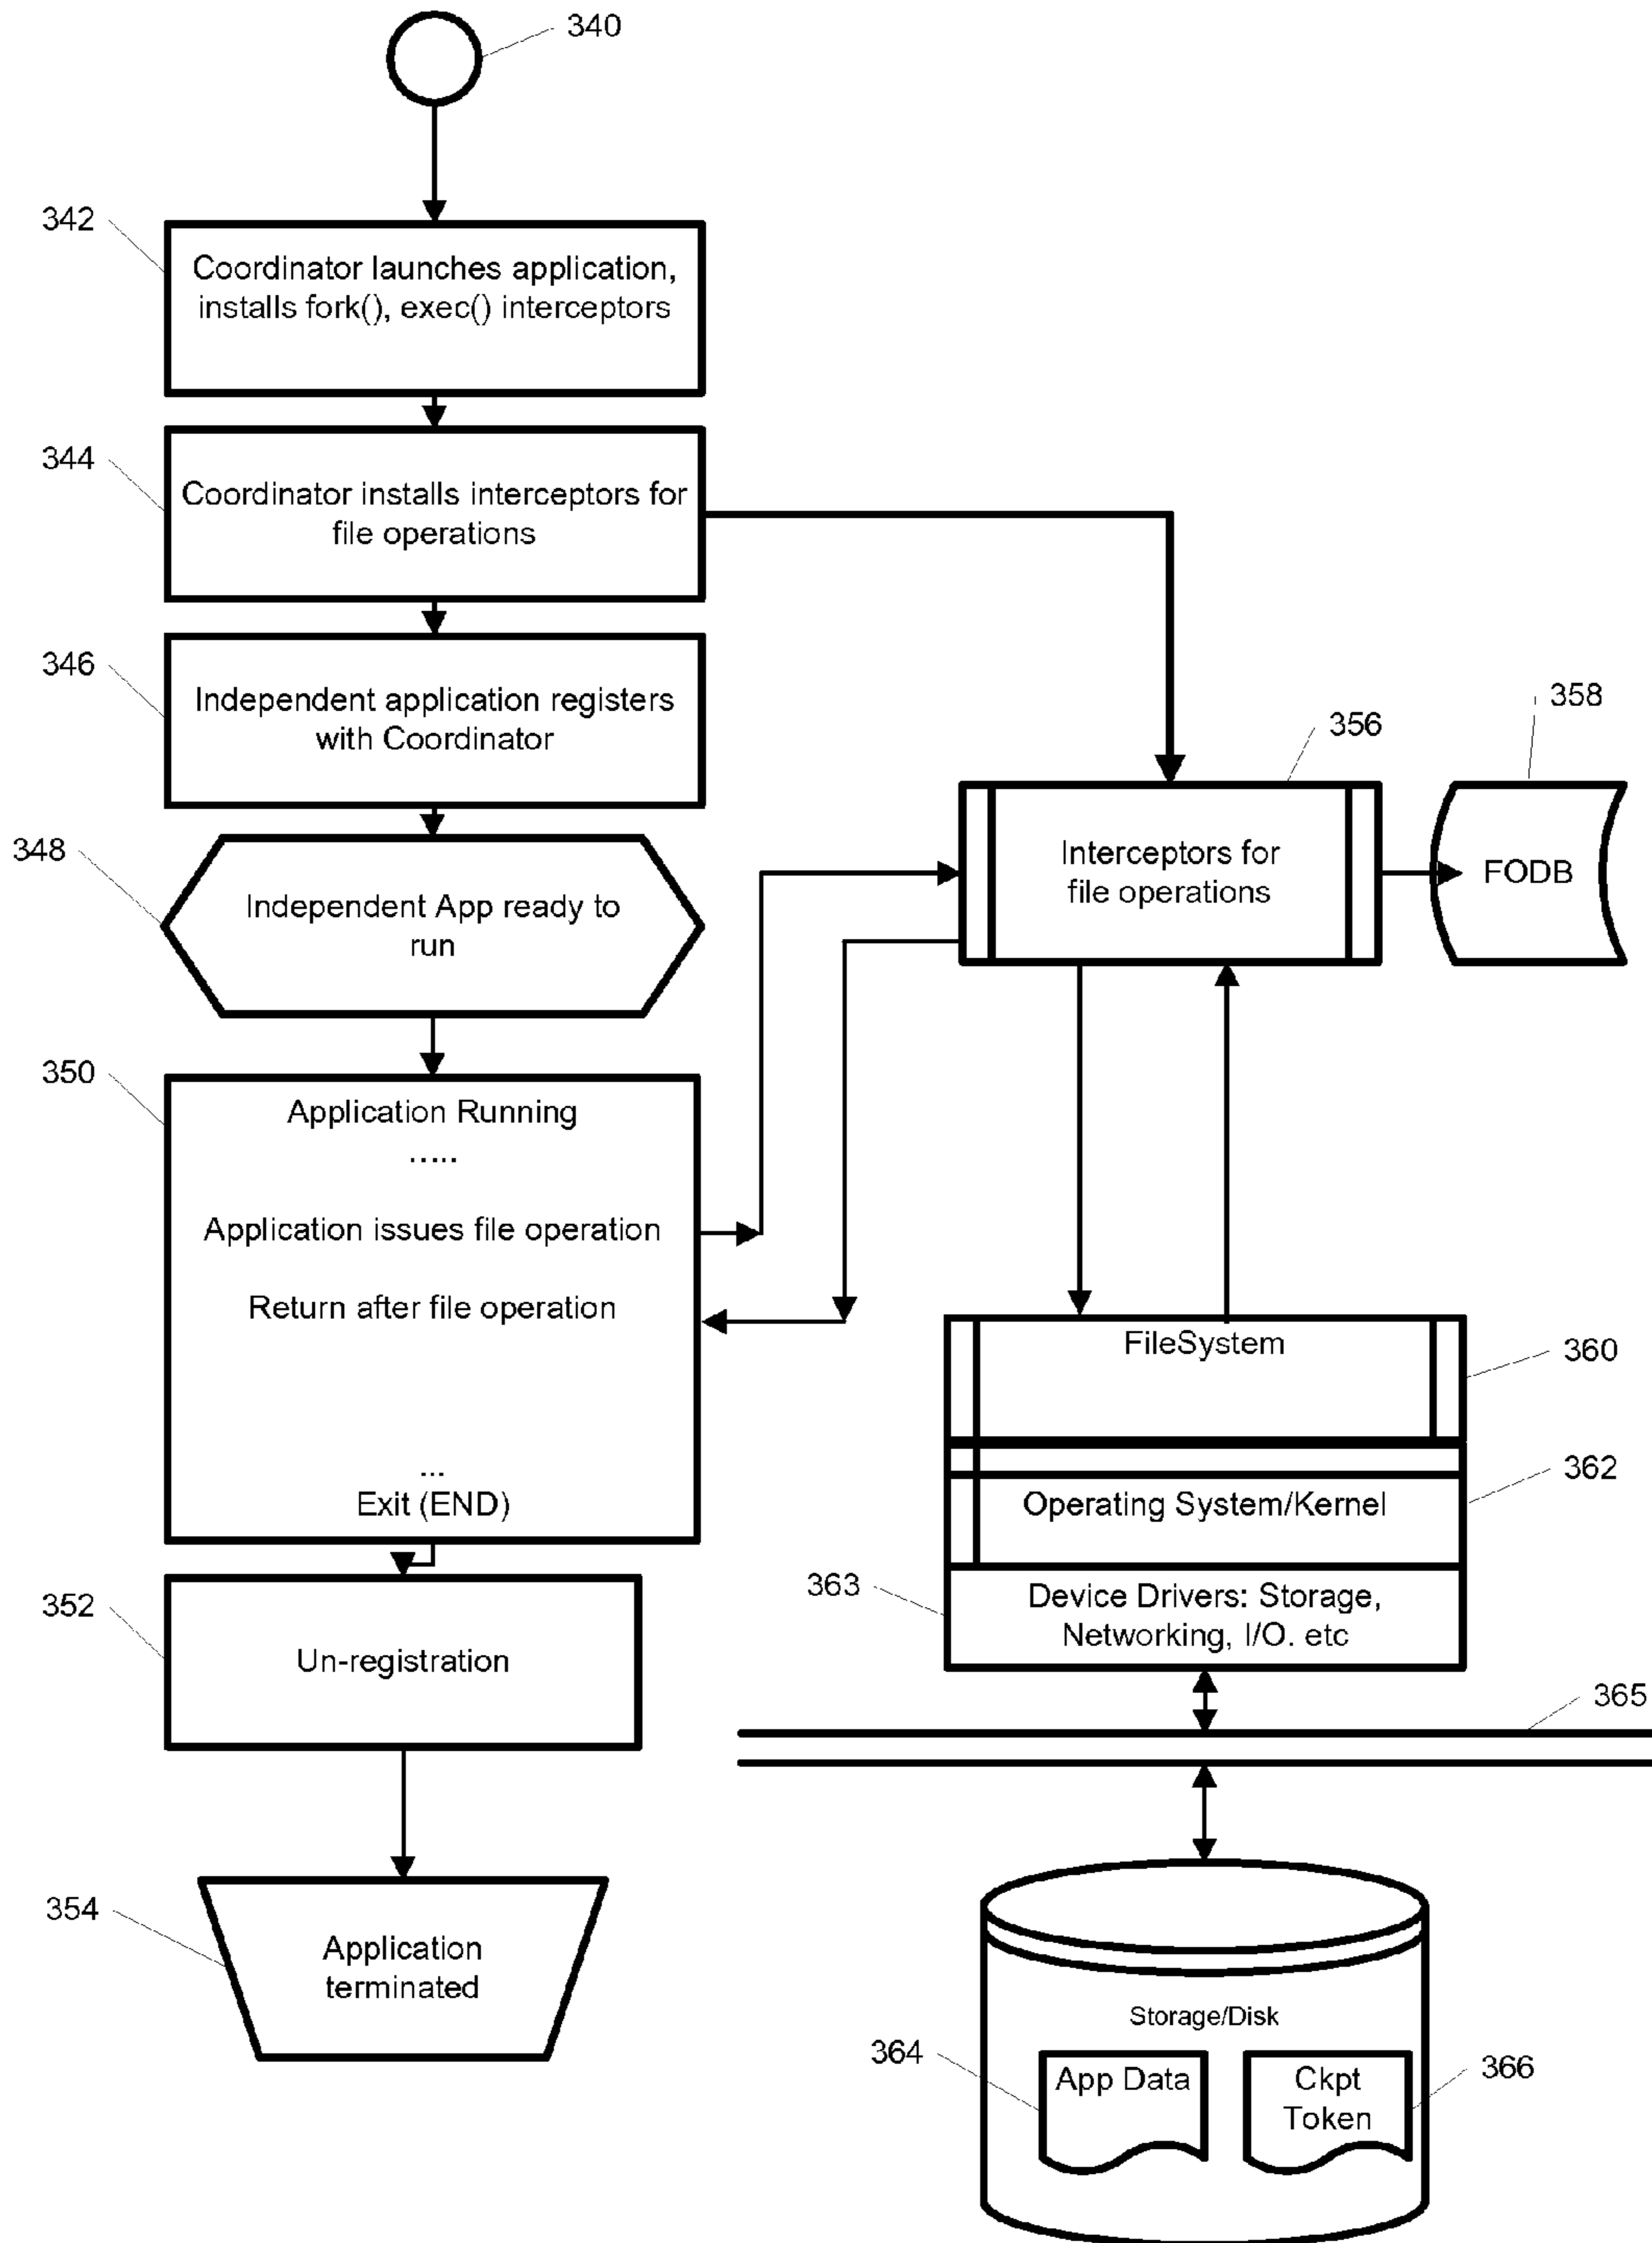 340
342
Coordinator launches application,
installs fork(), exec() interceptors
344
Coordinator installs interceptors for
file operations
346
Independent application registers
with Coordinator
348
Independent App ready to
run
356
Interceptors for
file operations
358
FODB
350
Application Running
.....
Application issues file operation
Return after file operation
...
Exit (END)
FileSystem
360
Operating System/Kernel
362
363
Device Drivers: Storage,
Networking, I/O. etc
352
Un-registration
365
354
Application
terminated
Storage/Disk
364
App Data
Ckpt
Token
366